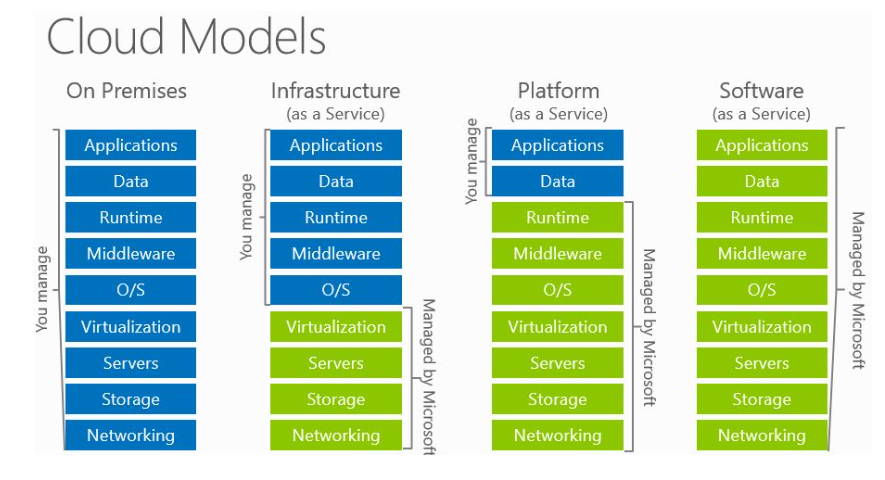 Cloud Models
On Premises
Applications
Data
Runtime
Middleware
O/S
Virtualization
Servers
Storage
Networking
You manage
Infrastructure
(as a Service)
Applications
Data
Runtime
Middleware
O/S
Virtualization
Servers
Storage
Networking
You manage
Managed by Microsoft
Platform
(as a Service)
Applications
Data
Runtime
Middleware
O/S
Virtualization
Servers
Storage
Networking
You manage
Managed by Microsoft
Software
(as a Service)
Applications
Data
Runtime
Middleware
O/S
Virtualization
Servers
Storage
Networking
Managed by Microsoft